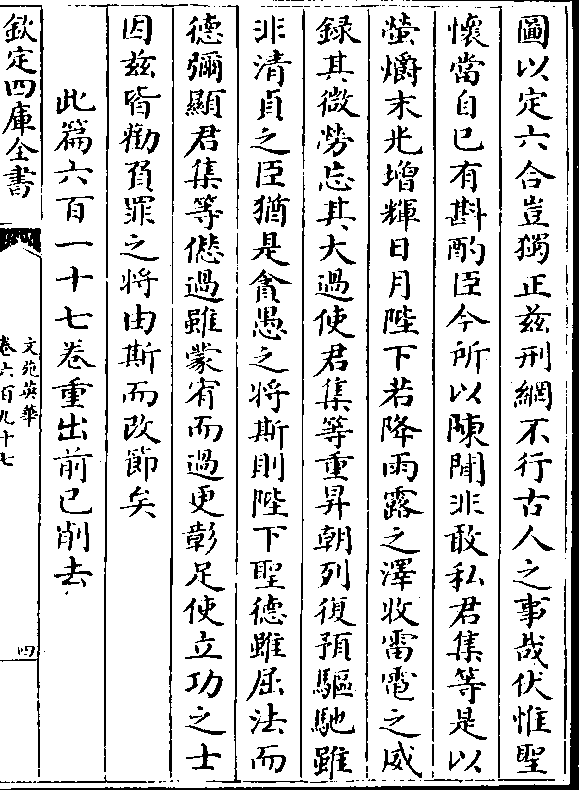 圖以定六合豈獨正兹刑網不行古人之事哉伏惟聖
懷當自已有斟酌臣今所以陳聞非敢私君集等是以
螢爝末光增輝日月陛下若降雨露之澤收雷電之威
録其微勞忘其大過使君集等重昇朝列復預驅馳雖
非清貞之臣猶是貪愚之將斯則陛下聖德雖屈法而
德彌顯君集等愆過雖蒙宥而過更彰足使立功之士
因兹皆勸負罪之將由斯而改節矣
此篇六百一十七卷重出前已削去
欽定四庫全書
文苑英華
卷六百九十七
四